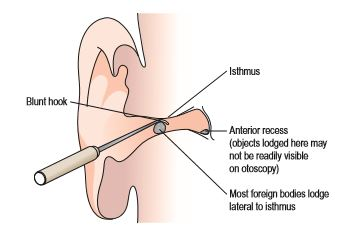 Isthmus
Blunt hook
Anterior recess
(objects lodged here may
not be readily visible
on otoscopy)
Most foreign bodies lodge
lateral to isthmus